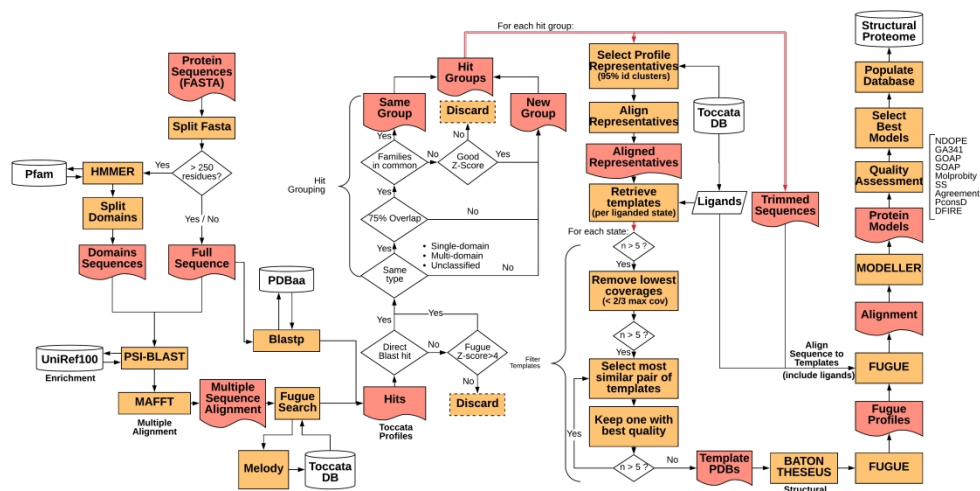 Protein
Sequences
(FASTA)
Split Fasta
> 250
residues?
Yes
Yes / No
Pfam
HMMER
Split
Domains
Domains
Sequences
Full
Sequence
PDBaa
Blastp
UniRef100
Enrichment
PSI-BLAST
MAFFT
Multiple
Alignment
Multiple
Sequence
Alignment
Fugue
Search
Melody
Toccata
DB
Hits
Toccata
Profiles
Direct
Blast hit
Yes
No
Fugue
Z-score>4
Yes
No
Discard
Hit
Grouping
Same
type
Single-domain
Multi-domain
Unclassified
Yes
No
75% Overlap
Yes
No
Families
in common
Yes
No
Good
Z-Score
Yes
No
Discard
Same
Group
Hit
Groups
New
Group
For each hit group:
Select Profile
Representatives
(95% id clusters)
Align
Representatives
Aligned
Representatives
Retrieve
templates
(per liganded state)
Toccata
DB
Ligands
Trimmed
Sequences
For each state:
n > 5 ?
Yes
Remove lowest
coverages
(< 2/3 max cov)
n > 5 ?
Yes
Filter
Templates
Select most
similar pair of
templates
Keep one with
best quality
Yes
n > 5 ?
No
Template
PDBs
BATON
THESEUS
Structural
FUGUE
Fugue
Profiles
FUGUE
Align
Sequence to
Templates
(include ligands)
Alignment
MODELLER
Protein
Models
Quality
Assessment
NDOPE
GA341
GOAP
SOAP
Molprobity
SS
Agreement
PconsD
DFIRE
Select
Best
Models
Populate
Database
Structural
Proteome